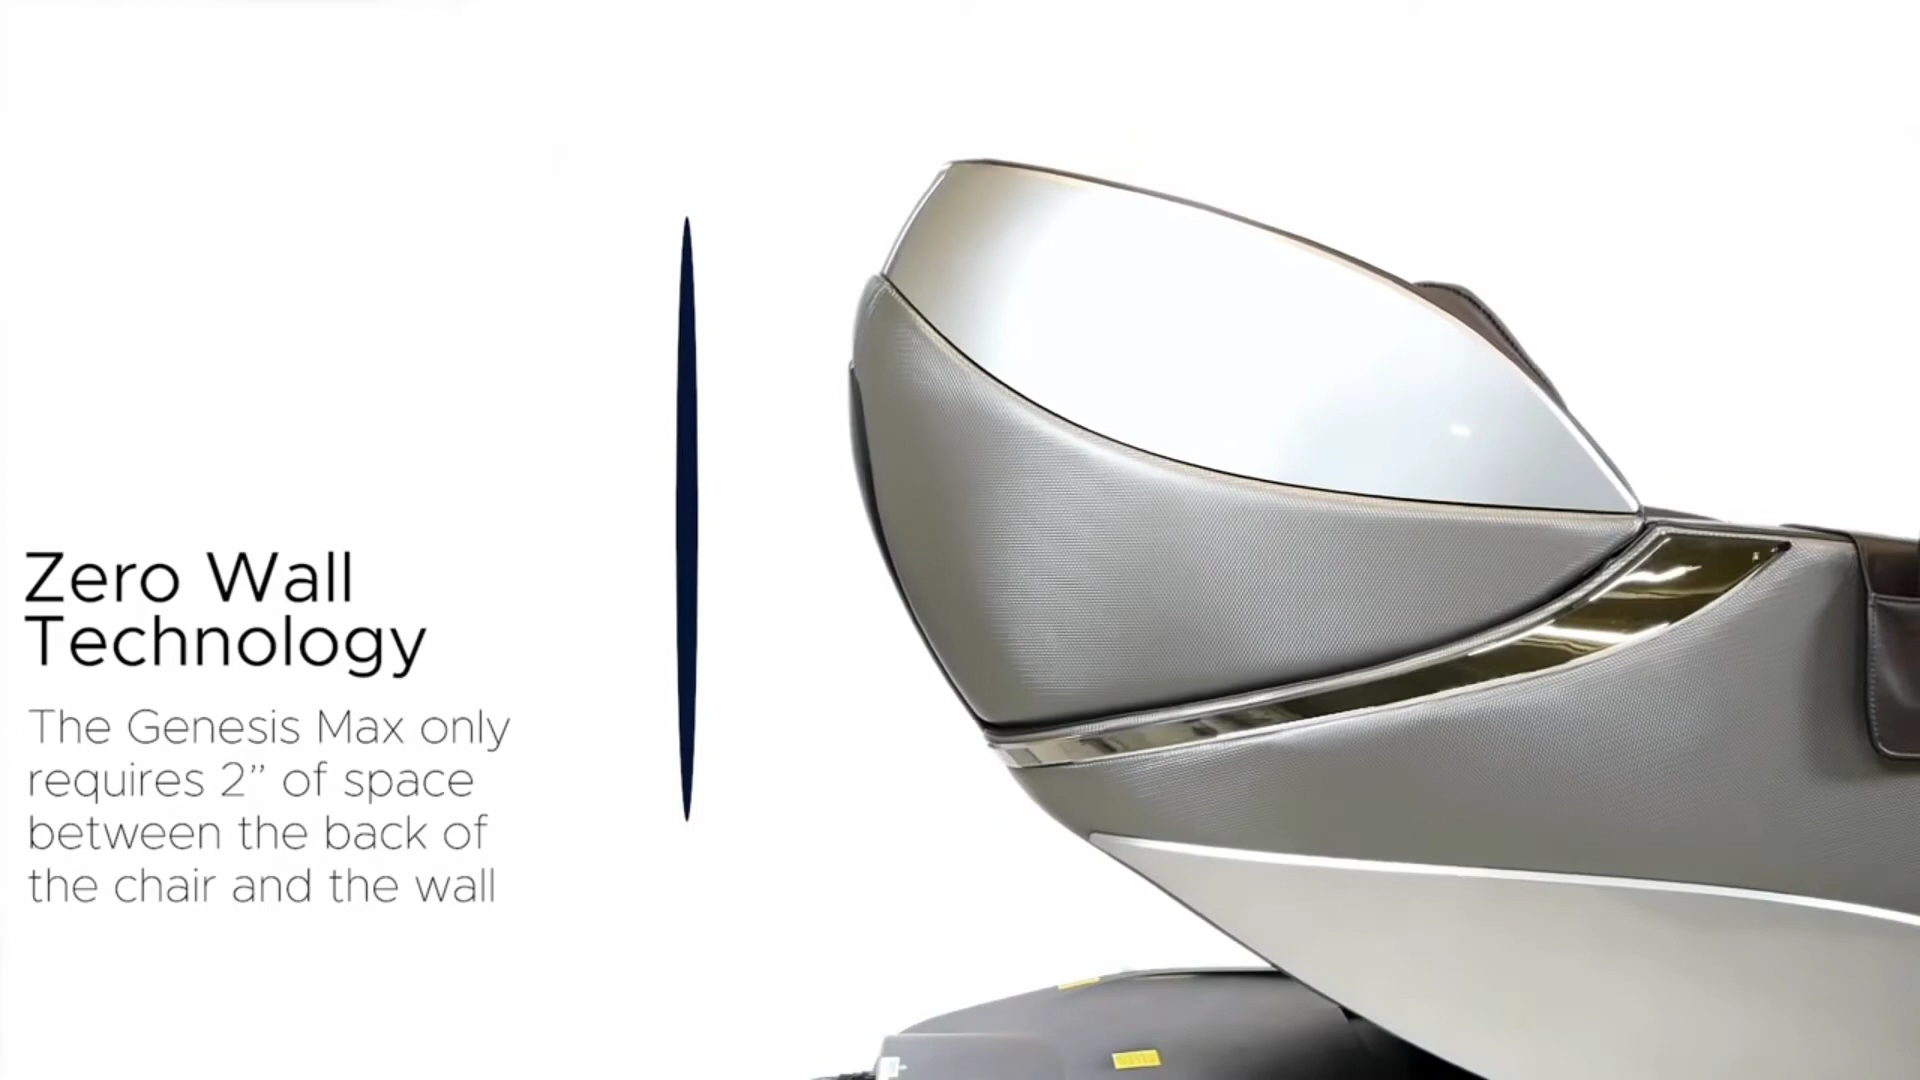 Zero Wall
Technology
The Genesis Max only
requires 2” of space
between the back of
the chair and the wall